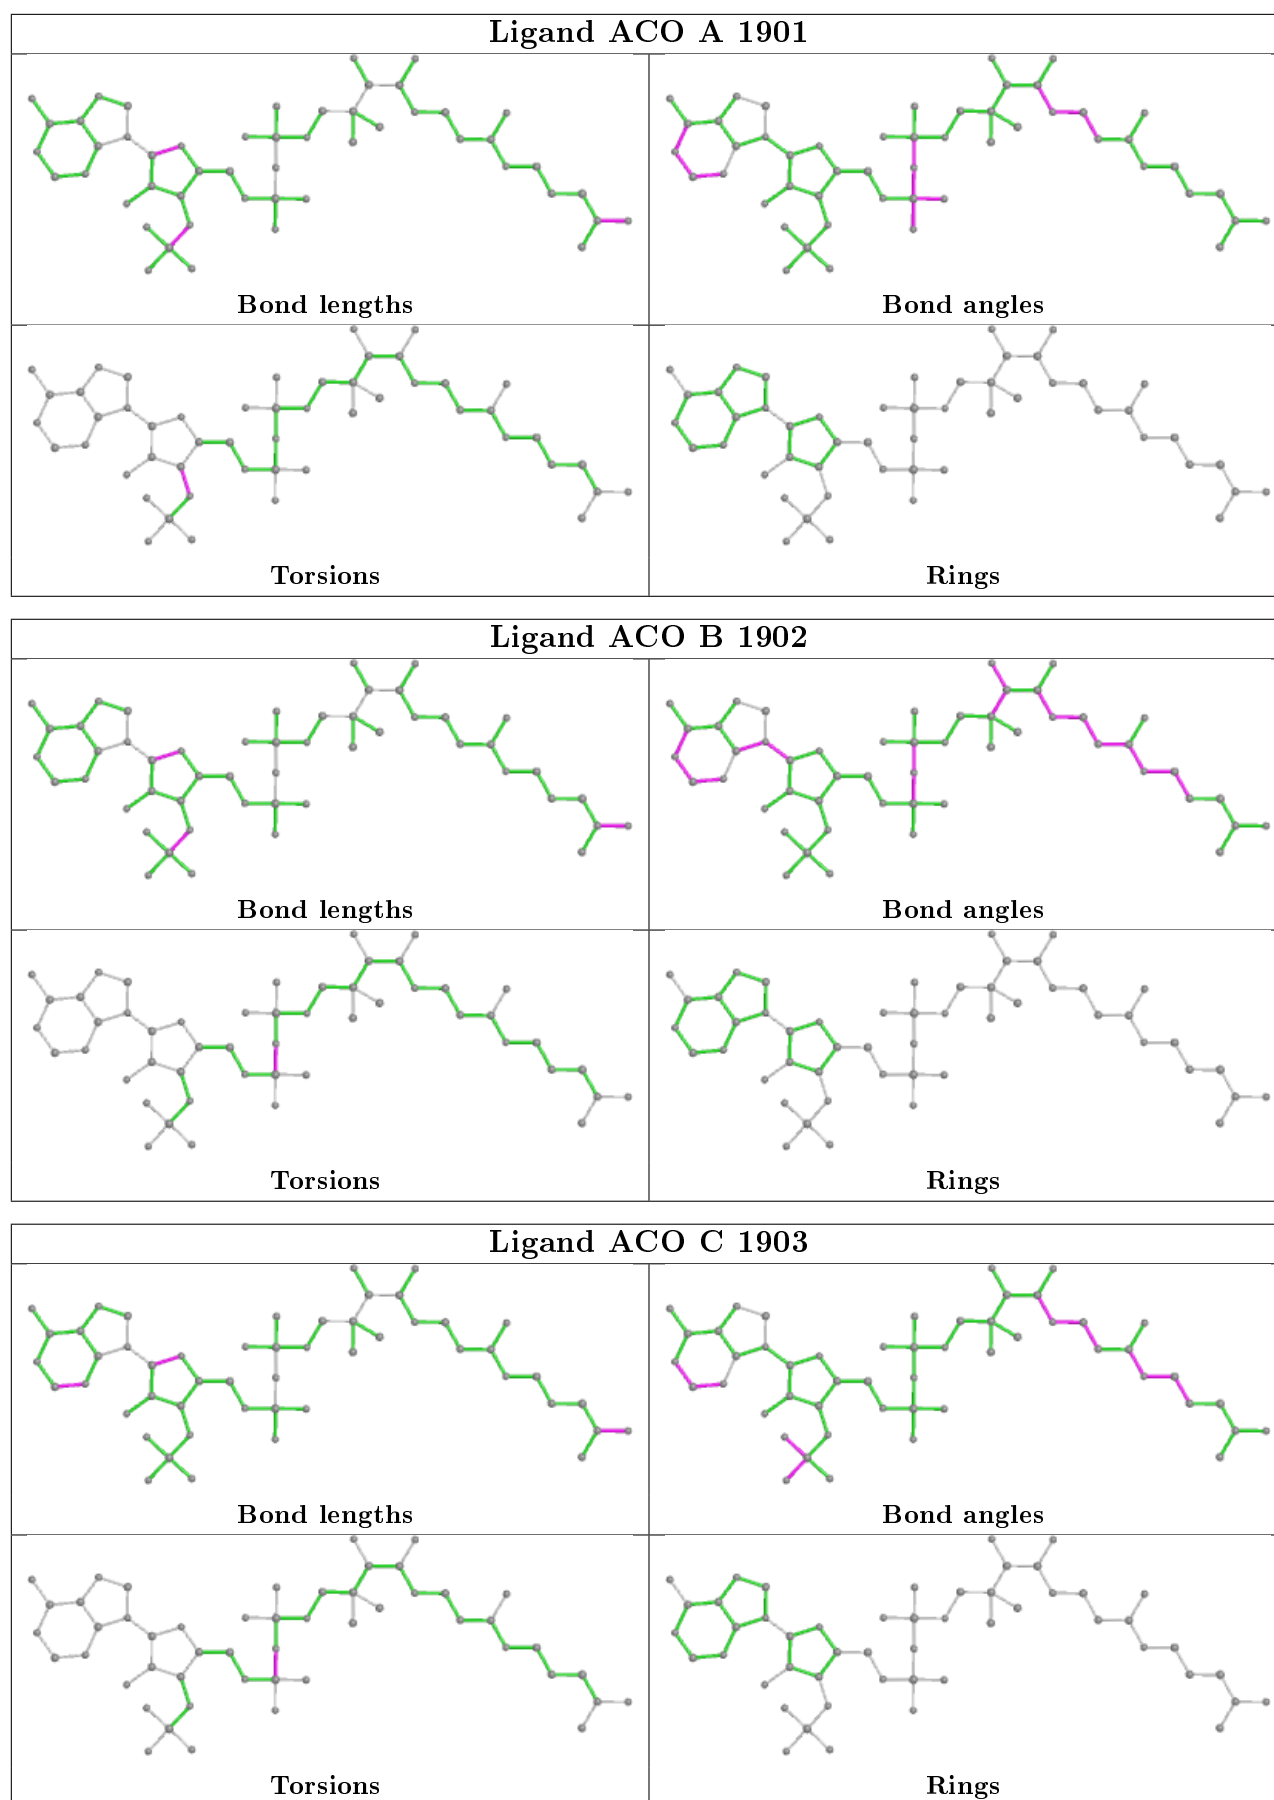 Ligand ACO A 1901
Bond lengths
Bond angles
Torsions
Rings
Ligand ACO B 1902
Bond lengths
Bond angles
Torsions
Rings
Ligand ACO C 1903
Bond lengths
Bond angles
Torsions
Rings